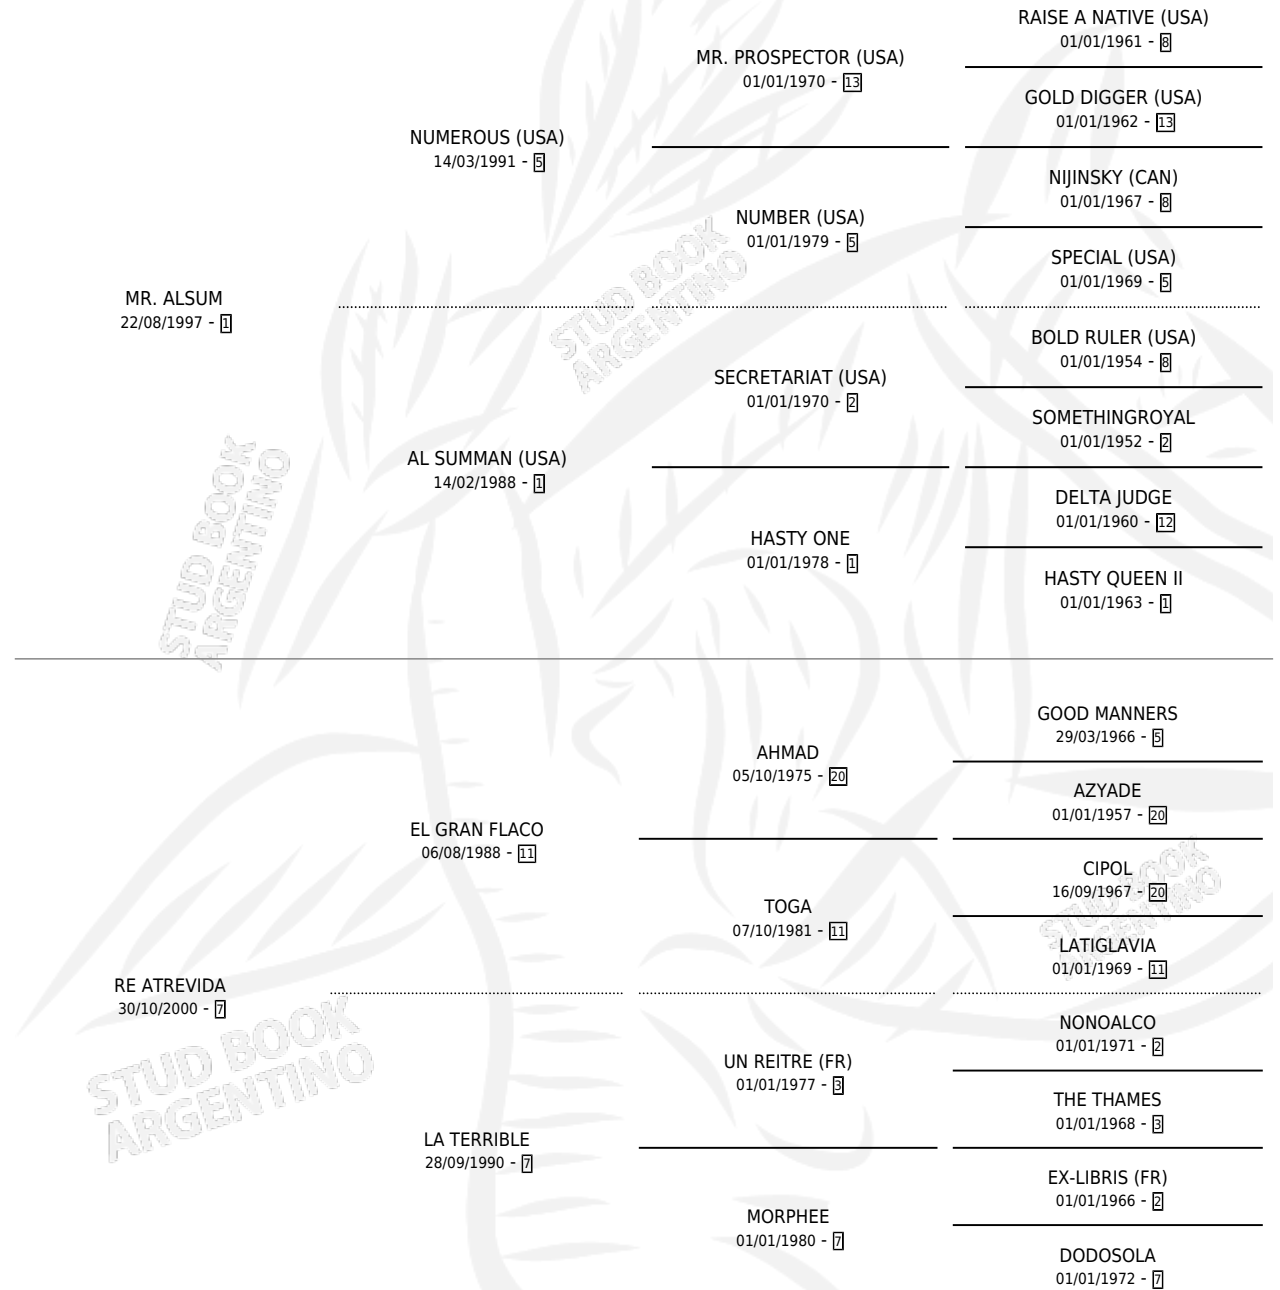 RAISE A NATIVE (USA)
01/01/1961 - 8
MR. PROSPECTOR (USA)
01/01/1970 - 13
GOLD DIGGER (USA)
01/01/1962 - 13
NUMEROUS (USA)
14/03/1991 - 5
NIJINSKY (CAN)
01/01/1967 - 8
NUMBER (USA)
01/01/1979 - 5
SPECIAL (USA)
01/01/1969 - 5
MR. ALSUM
22/08/1997 - 1
BOLD RULER (USA)
01/01/1954 - 8
SECRETARIAT (USA)
01/01/1970 - 2
SOMETHINGROYAL
01/01/1952 - 2
AL SUMMAN (USA)
14/02/1988 - 1
DELTA JUDGE
01/01/1960 - 12
HASTY ONE
01/01/1978 - 1
HASTY QUEEN II
01/01/1963 - 1
GOOD MANNERS
29/03/1966 - 5
AHMAD
05/10/1975 - 20
AZYADE
01/01/1957 - 20
EL GRAN FLACO
06/08/1988 - 11
CIPOL
16/09/1967 - 20
TOGA
07/10/1981 - 11
LATIGLAVIA
01/01/1969 - 11
RE ATREVIDA
30/10/2000 - 7
NONOALCO
01/01/1971 - 2
UN REITRE (FR)
01/01/1977 - 3
THE THAMES
01/01/1968 - 3
LA TERRIBLE
28/09/1990 - 7
EX-LIBRIS (FR)
01/01/1966 - 2
MORPHEE
01/01/1980 - 7
DODOSOLA
01/01/1972 - 7
STUD BOOK
ARGENTINO
STUD BOOK
ARGENTINO
STUD BOOK
ARGENTINO
STUD BOOK
ARGENTINO